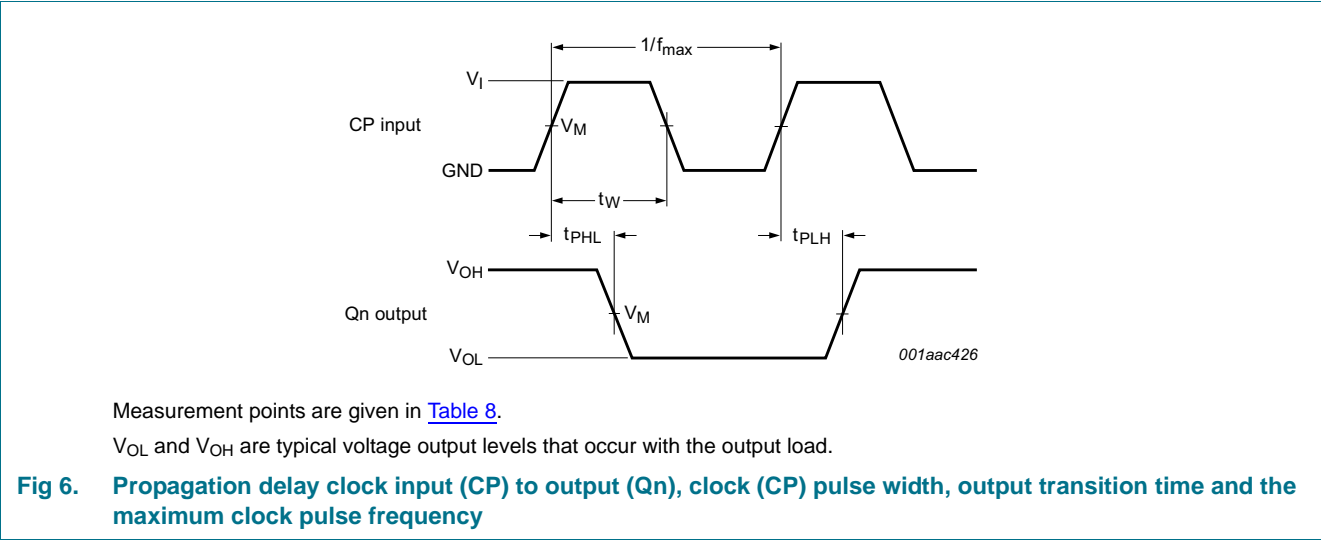 1/fmax
VI
CP input
VM
GND
tW
tPHL
tPLH
VOH
Qn output
VM
VOL
001aac426
Measurement points are given in Table 8.
VOL and VOH are typical voltage output levels that occur with the output load.
Fig 6. Propagation delay clock input (CP) to output (Qn), clock (CP) pulse width, output transition time and the
maximum clock pulse frequency